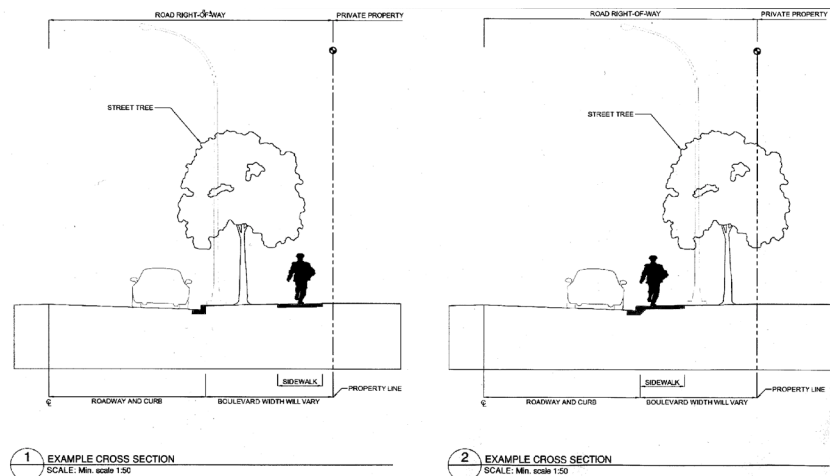 ROAD RIGHT-OF-WAY
PRIVATE PROPERTY
STREET TREE
SIDEWALK
PROPERTY LINE
℄
ROADWAY AND CURB
BOULEVARD WIDTH WILL VARY
1
EXAMPLE CROSS SECTION
SCALE: Min. scale 1:50
ROAD RIGHT-OF-WAY
PRIVATE PROPERTY
STREET TREE
SIDEWALK
PROPERTY LINE
℄
ROADWAY AND CURB
BOULEVARD WIDTH WILL VARY
2
EXAMPLE CROSS SECTION
SCALE: Min. scale 1:50